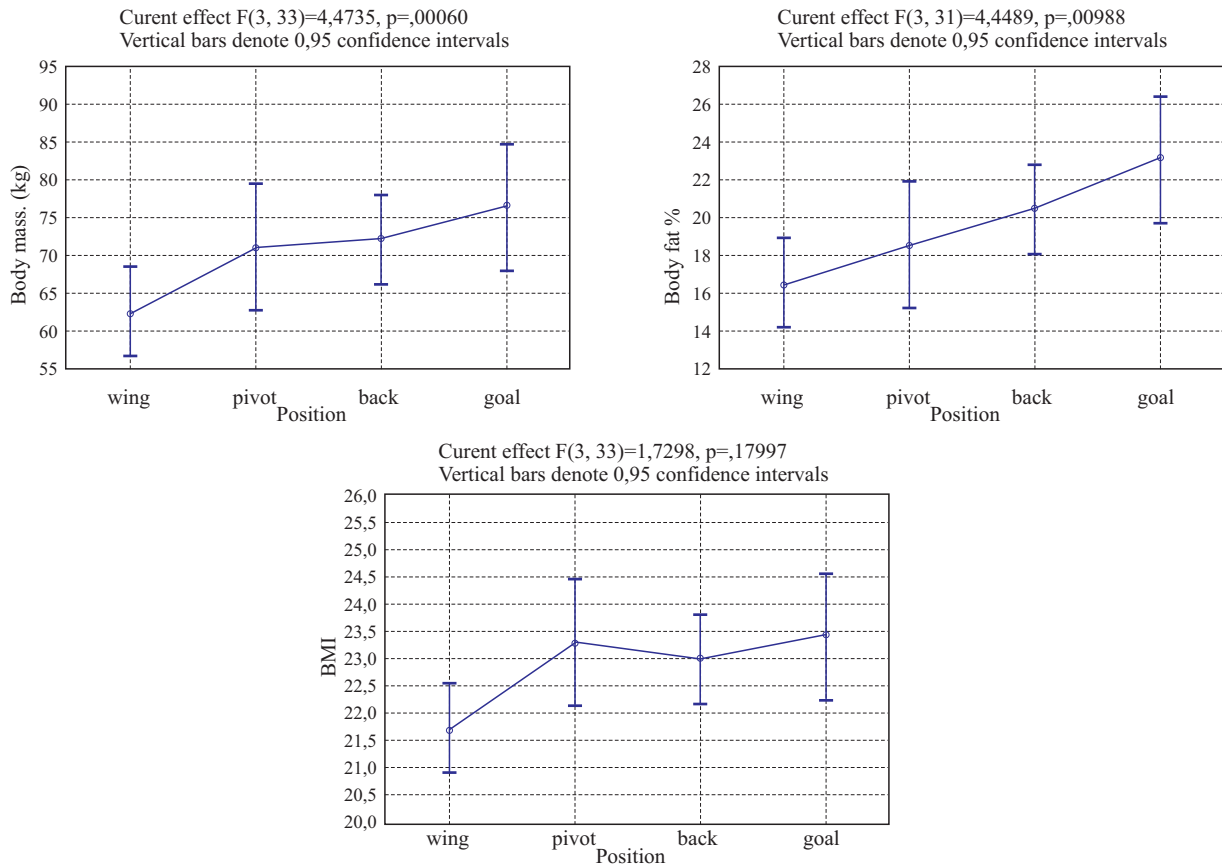 Curent effect F(3, 33)=4,4735, p=,00060
Vertical bars denote 0,95 confidence intervals
95
90
85
80
75
70
65
60
55
Body mass. (kg)
wing pivot back goal
Position
Curent effect F(3, 31)=4,4489, p=,00988
Vertical bars denote 0,95 confidence intervals
28
26
24
22
20
18
16
14
12
Body fat %
wing pivot back goal
Position
Curent effect F(3, 33)=1,7298, p=,17997
Vertical bars denote 0,95 confidence intervals
26,0
25,5
25,0
24,5
24,0
23,5
23,0
22,5
22,0
21,5
21,0
20,5
20,0
BMI
wing pivot back goal
Position